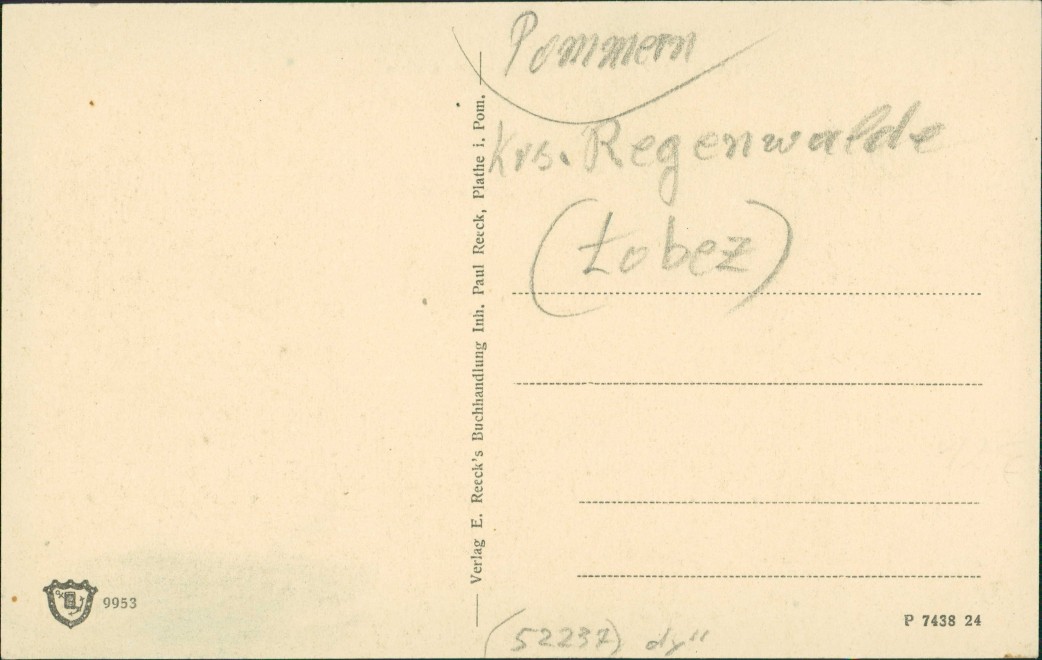 Pommern
Krs. Regenwalde
(Łobez)
Verlag E. Reeck's Buchhandlung Inh. Paul Reeck, Plathe i. Pom.
9953
P 7438 24
(52237)